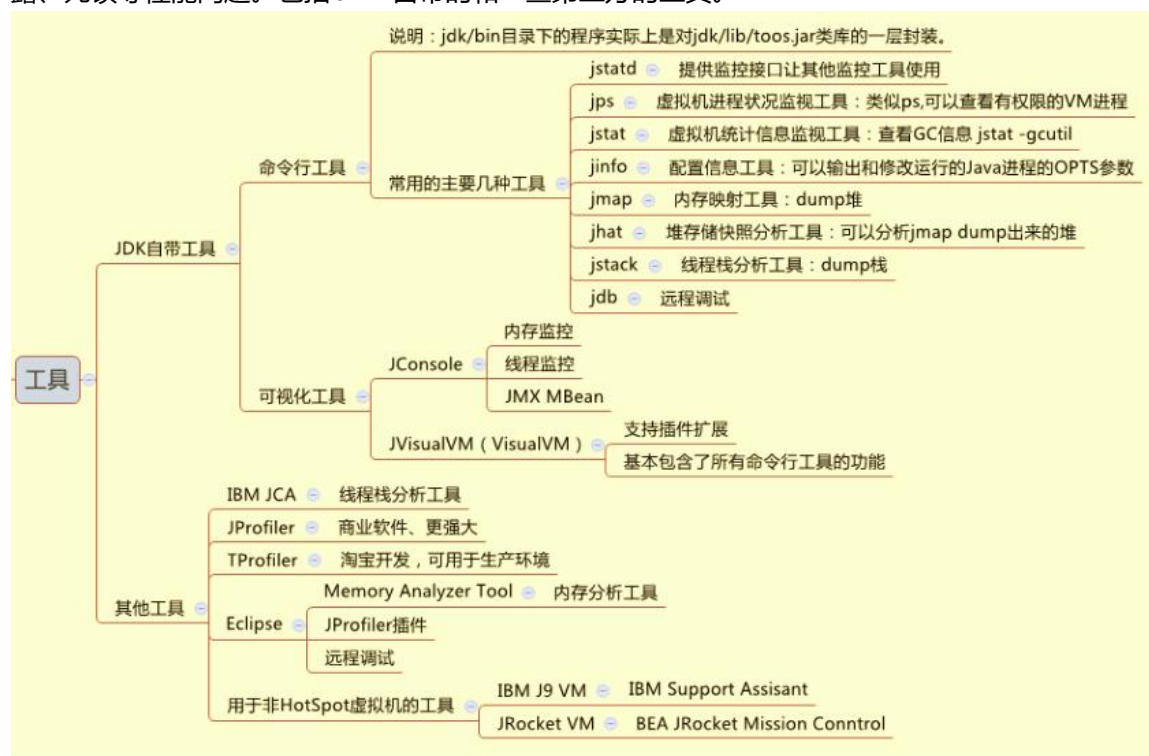 说明：jdk/bin目录下的程序实际上是对jdk/lib/toos.jar类库的一层封装。
jstatd 提供监控接口让其他监控工具使用
jps 虚拟机进程状况监视工具：类似ps,可以查看有权限的VM进程
jstat 虚拟机统计信息监视工具：查看GC信息 jstat -gcutil
命令行工具
jinfo 配置信息工具：可以输出和修改运行的Java进程的OPTS参数
常用的主要几种工具
jmap 内存映射工具：dump堆
jhat 堆存储快照分析工具：可以分析jmap dump出来的堆
JDK自带工具
jstack 线程栈分析工具：dump栈
jdb 远程调试
内存监控
JConsole 线程监控
工具
可视化工具
JMX MBean
支持插件扩展
JVisualVM（VisualVM）
基本包含了所有命令行工具的功能
IBM JCA 线程栈分析工具
JProfiler 商业软件、更强大
TProfiler 淘宝开发，可用于生产环境
Memory Analyzer Tool 内存分析工具
其他工具
Eclipse JProfiler插件
远程调试
IBM J9 VM IBM Support Assisant
用于非HotSpot虚拟机的工具
JRocket VM BEA JRocket Mission Conntrol